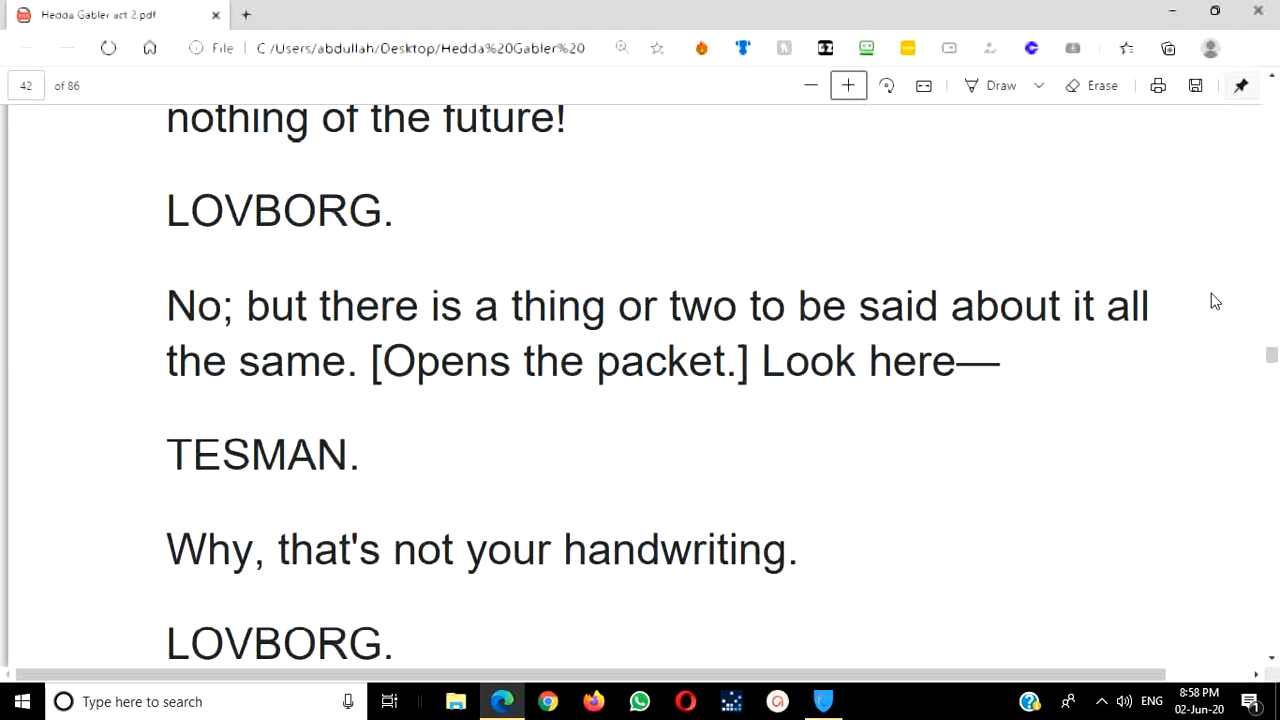 Hedda Gabler act 2.pdf
File
C /Users/abdullah/Desktop/Hedda%20Gabler%20
42 of 86
Draw
Erase
nothing of the future!
LOVBORG.
No; but there is a thing or two to be said about it all
the same. [Opens the packet.] Look here—
TESMAN.
Why, that's not your handwriting.
LOVBORG.
Type here to search
ENG
8:58 PM
02-Jun-20
1